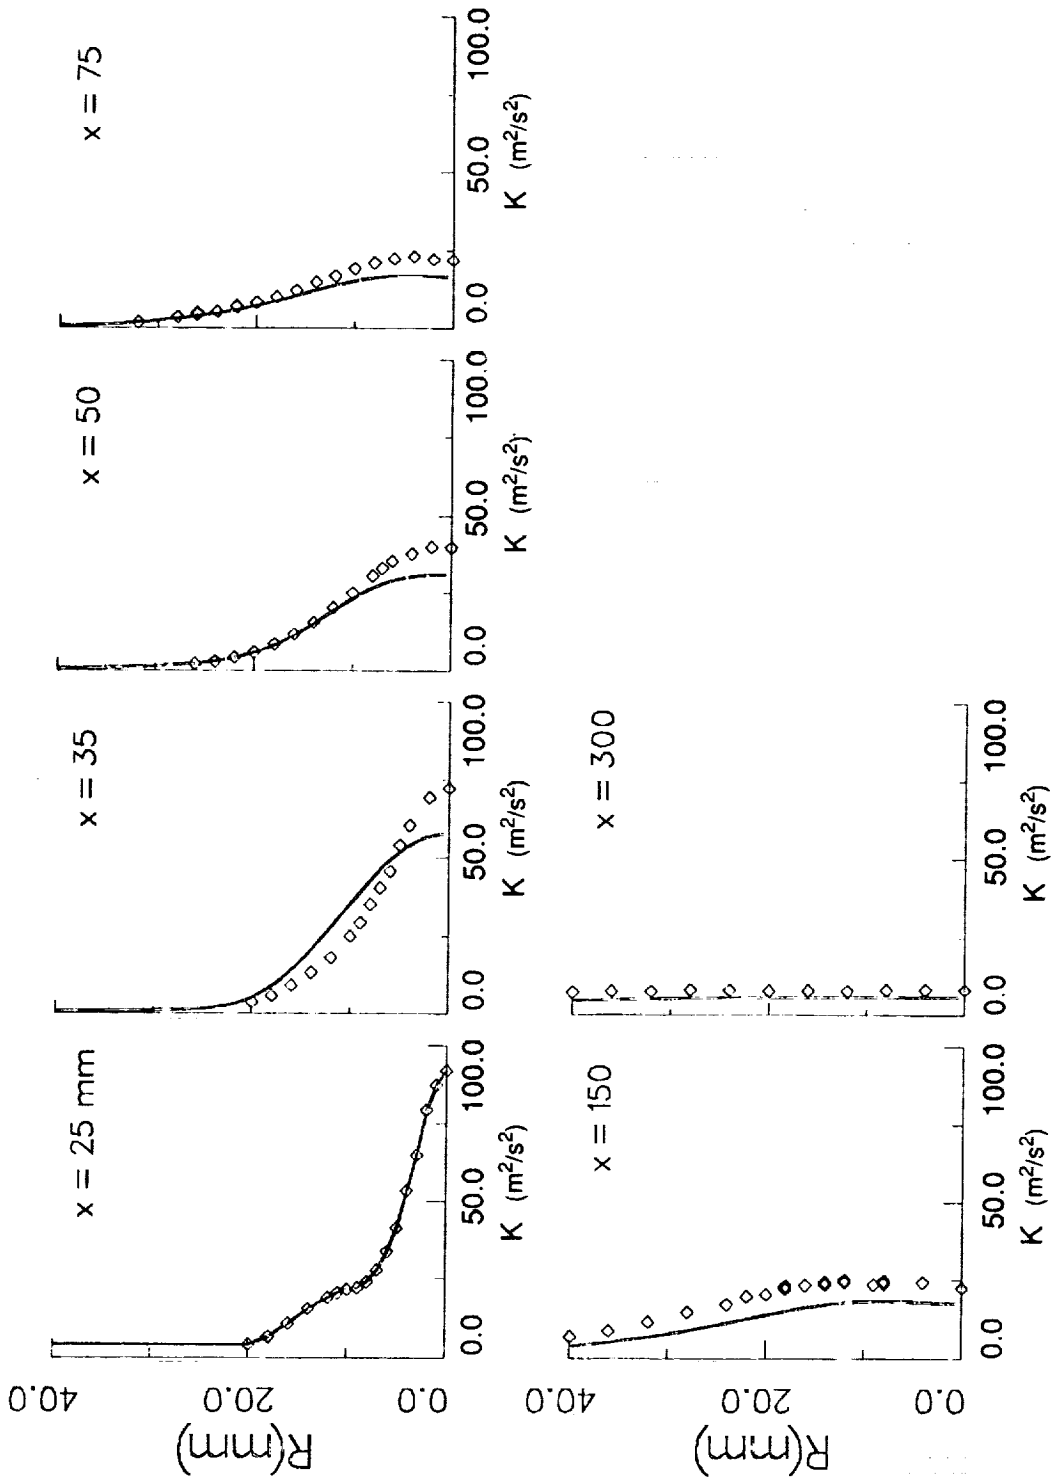 x = 25 mm
x = 35
x = 50
x = 75
R(mm)
40.0
20.0
0.0
0.0 50.0 100.0
K (m²/s²)
0.0 50.0 100.0
K (m²/s²)
0.0 50.0 100.0
K (m²/s²)
0.0 50.0 100.0
K (m²/s²)
x = 150
x = 300
R(mm)
40.0
20.0
0.0
0.0 50.0 100.0
K (m²/s²)
0.0 50.0 100.0
K (m²/s²)